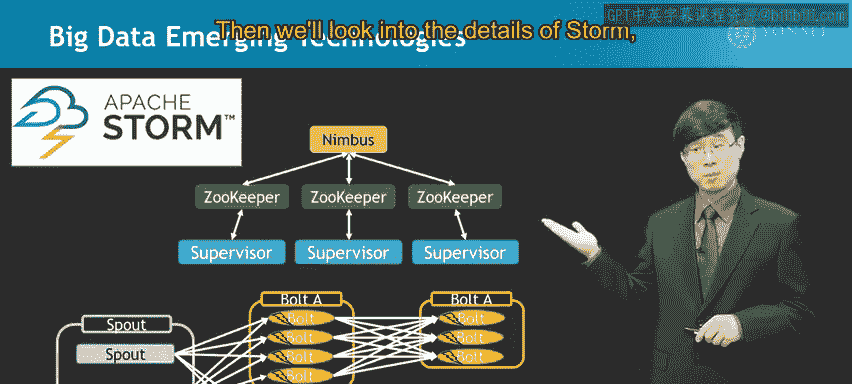 Then we'll look into the details of Storm,
Big Data Emerging Technologies
APACHE
STORM™
Nimbus
ZooKeeper ZooKeeper ZooKeeper
Supervisor Supervisor Supervisor
Bolt A Bolt A
Spout
Bolt Bolt
Spout
Bolt Bolt
Bolt Bolt
Bolt